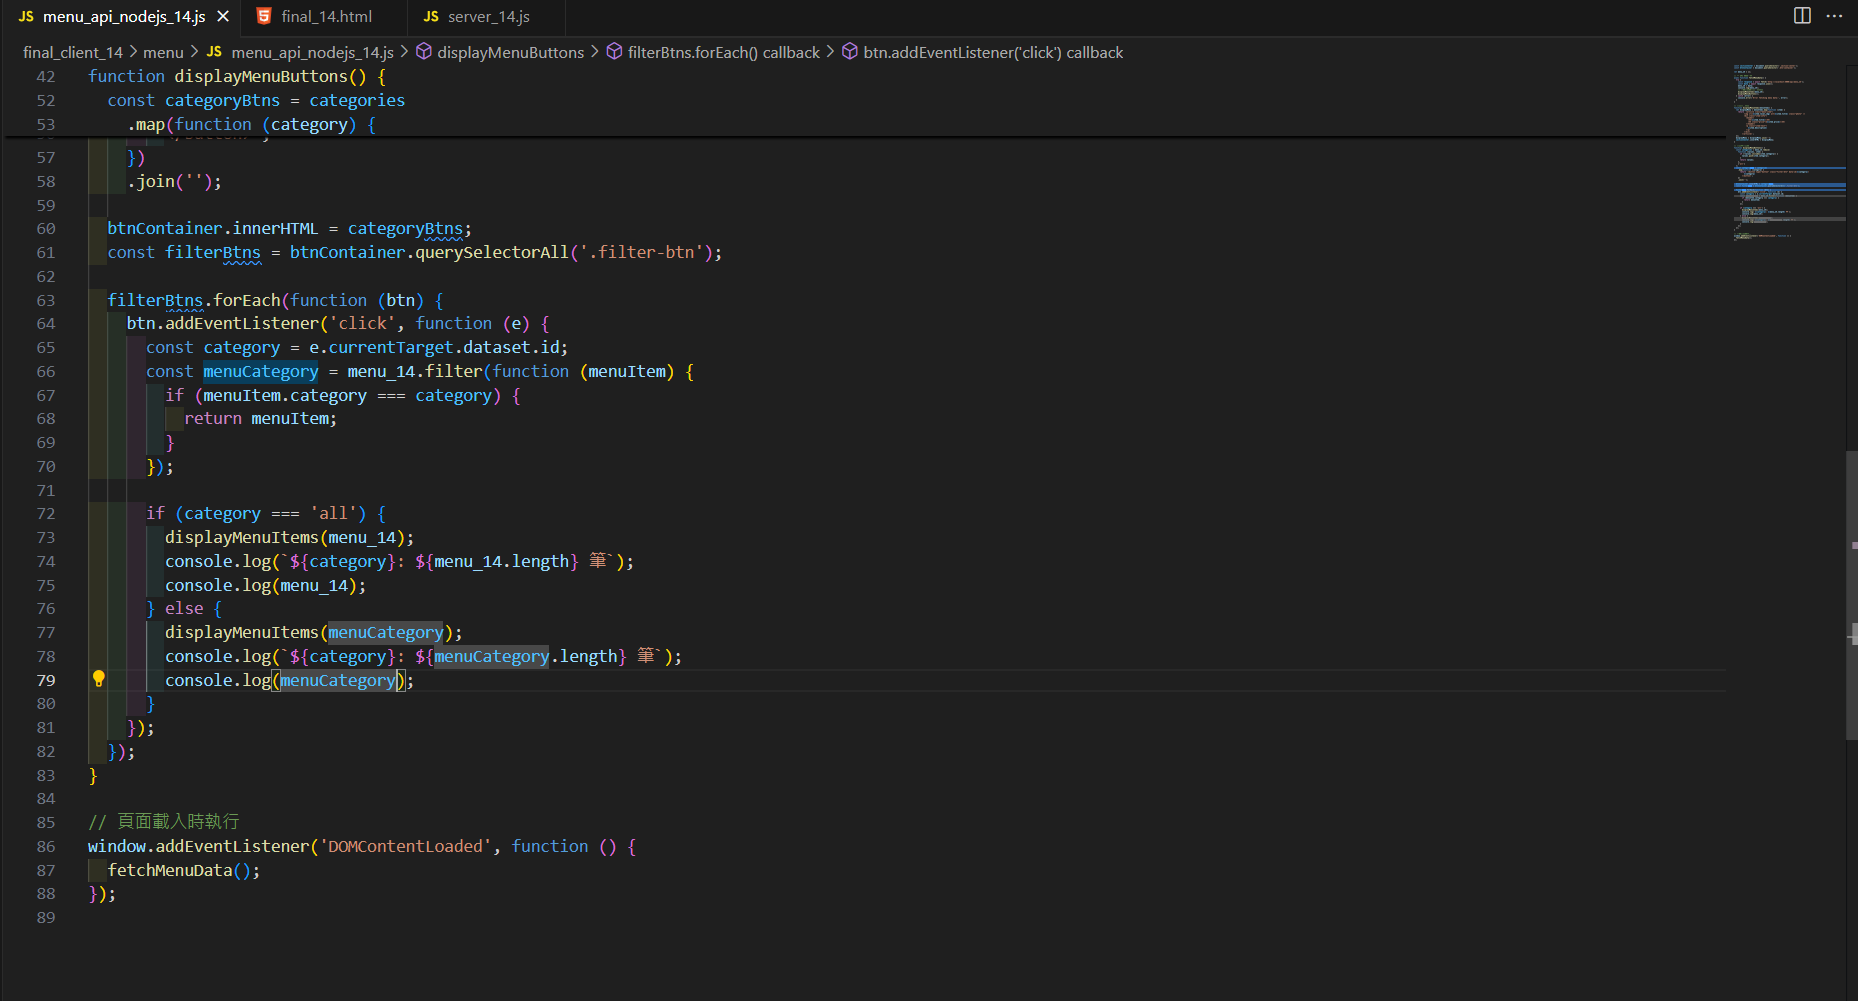 JS menu_api_nodejs_14.js
final_14.html
JS server_14.js
final_client_14 > menu > JS menu_api_nodejs_14.js > displayMenuButtons > filterBtns.forEach() callback > btn.addEventListener('click') callback
42 function displayMenuButtons() {
52 const categoryBtns = categories
53 .map(function (category) {
57 })
58 .join('');
59
60 btnContainer.innerHTML = categoryBtns;
61 const filterBtns = btnContainer.querySelectorAll('.filter-btn');
62
63 filterBtns.forEach(function (btn) {
64 btn.addEventListener('click', function (e) {
65 const category = e.currentTarget.dataset.id;
66 const menuCategory = menu_14.filter(function (menuItem) {
67 if (menuItem.category === category) {
68 return menuItem;
69 }
70 });
71
72 if (category === 'all') {
73 displayMenuItems(menu_14);
74 console.log(`${category}: ${menu_14.length} 筆`);
75 console.log(menu_14);
76 } else {
77 displayMenuItems(menuCategory);
78 console.log(`${category}: ${menuCategory.length} 筆`);
79 console.log(menuCategory);
80 }
81 });
82 });
83 }
84
85 // 頁面載入時執行
86 window.addEventListener('DOMContentLoaded', function () {
87 fetchMenuData();
88 });
89